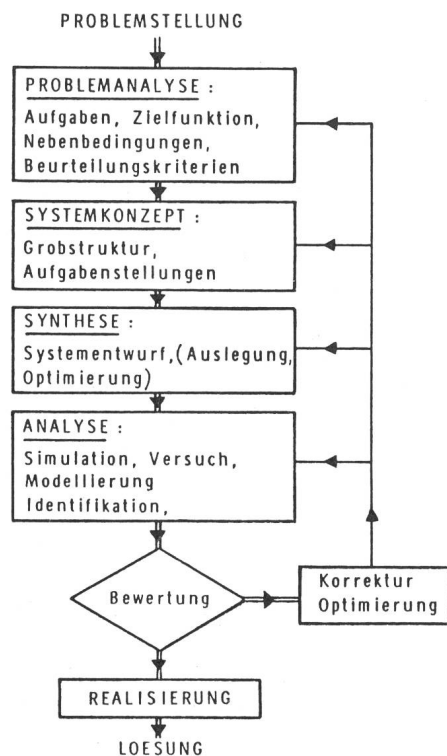 PROBLEMSTELLUNG
PROBLEMANALYSE :
Aufgaben, Zielfunktion,
Nebenbedingungen,
Beurteilungskriterien
SYSTEMKONZEPT :
Grobstruktur,
Aufgabenstellungen
SYNTHESE :
Systementwurf,(Auslegung,
Optimierung)
ANALYSE :
Simulation, Versuch,
Modellierung
Identifikation,
Bewertung
Korrektur
Optimierung
REALISIERUNG
LOESUNG